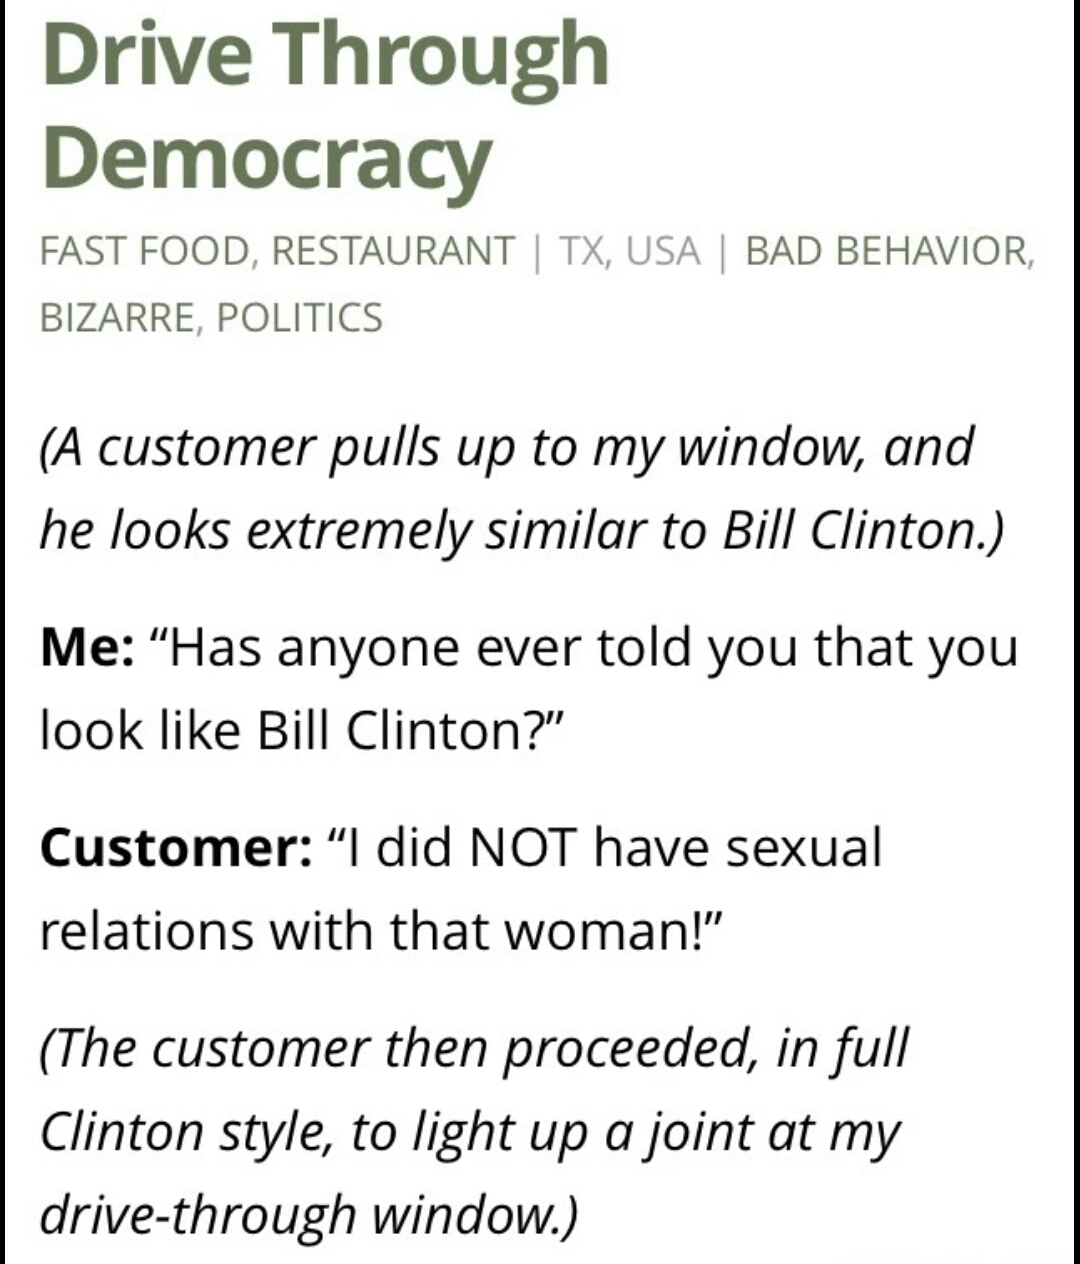 Drive Through
Democracy
FAST FOOD, RESTAURANT | TX, USA | BAD BEHAVIOR,
BIZARRE, POLITICS
(A customer pulls up to my window, and
he looks extremely similar to Bill Clinton.)
Me: “Has anyone ever told you that you
look like Bill Clinton?”
Customer: “I did NOT have sexual
relations with that woman!”
(The customer then proceeded, in full
Clinton style, to light up a joint at my
drive-through window.)